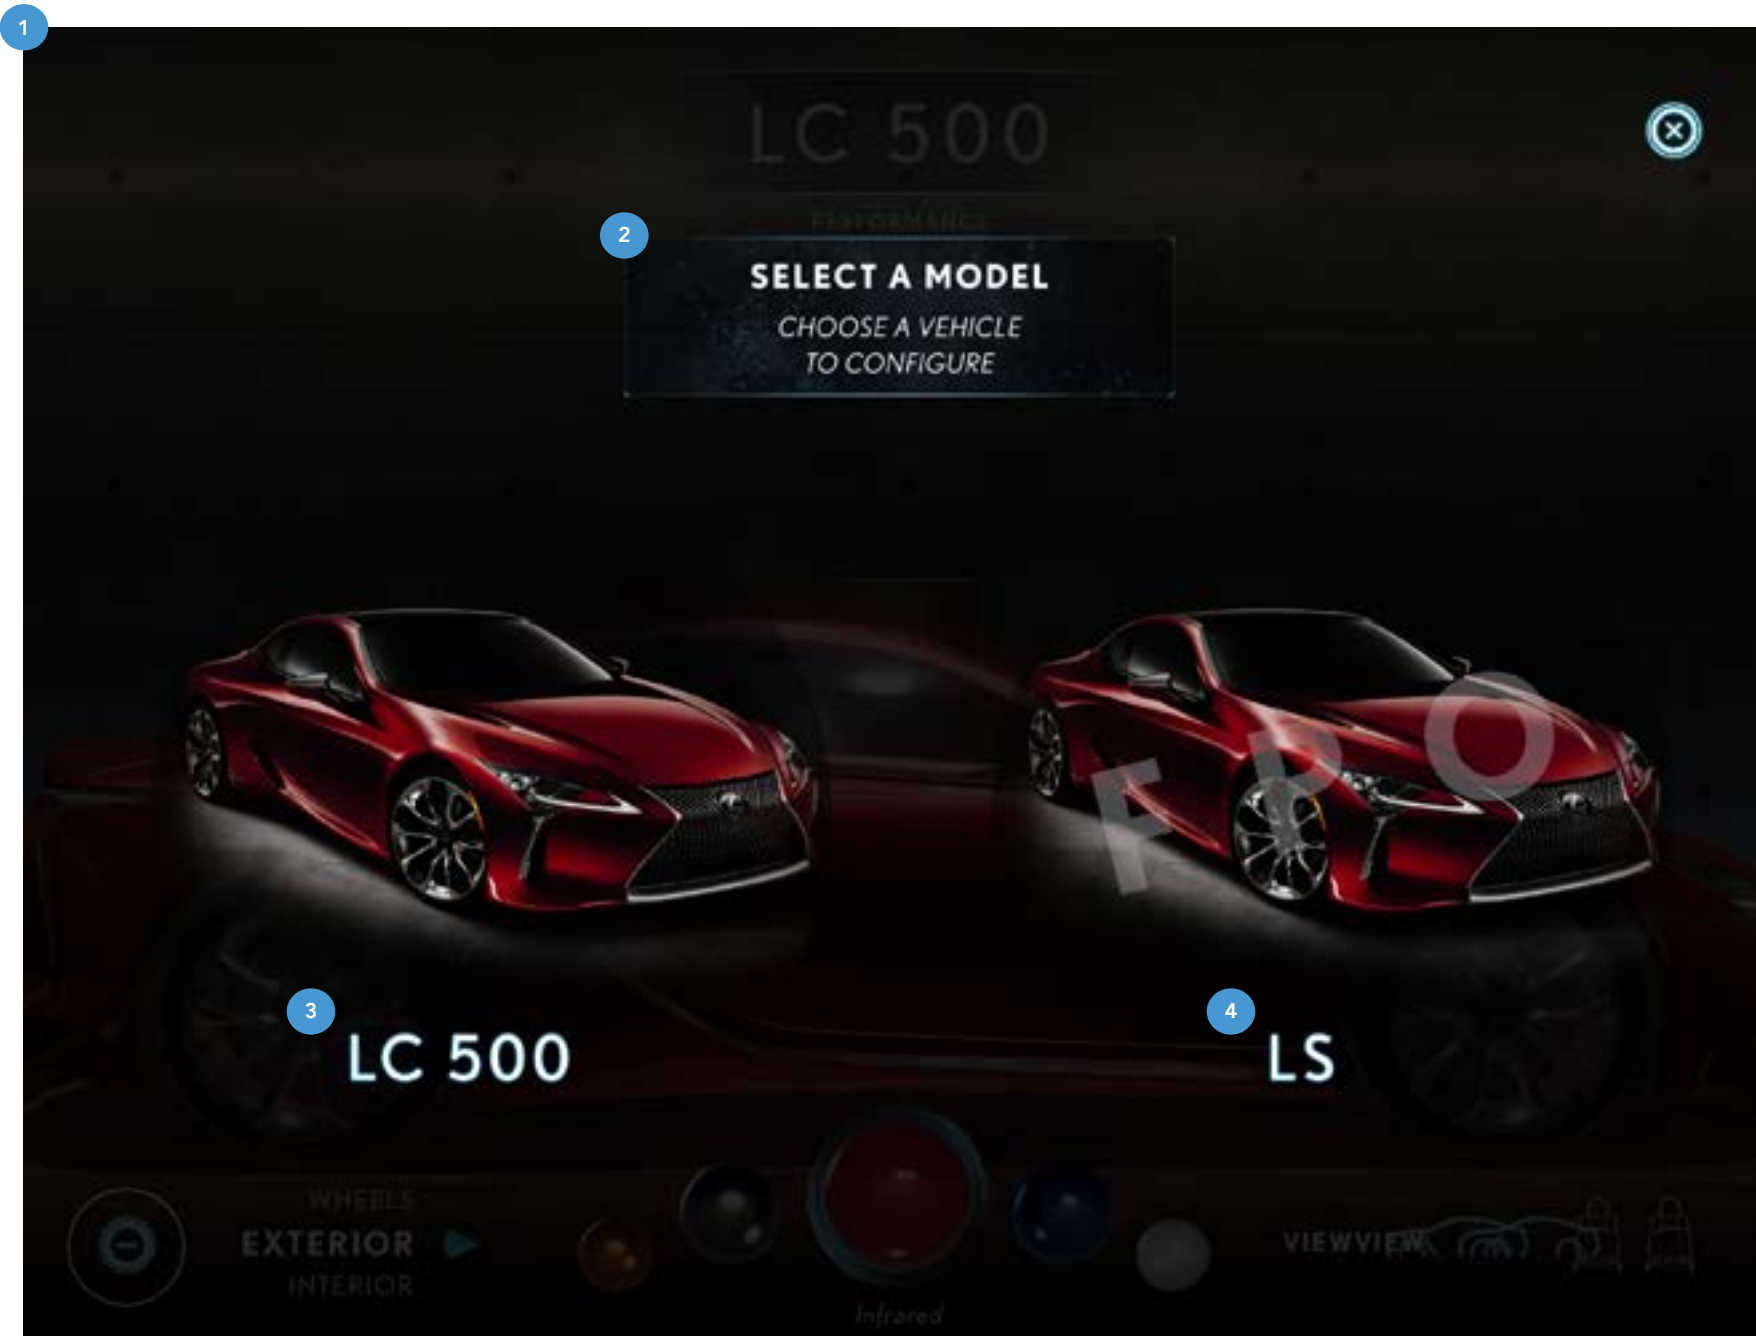 1
LC 500
PERFORMANCE
2
SELECT A MODEL
CHOOSE A VEHICLE
TO CONFIGURE
FPO
3
LC 500
4
LS
WHEELS
EXTERIOR
INTERIOR
VIEWVIEW
Infrared